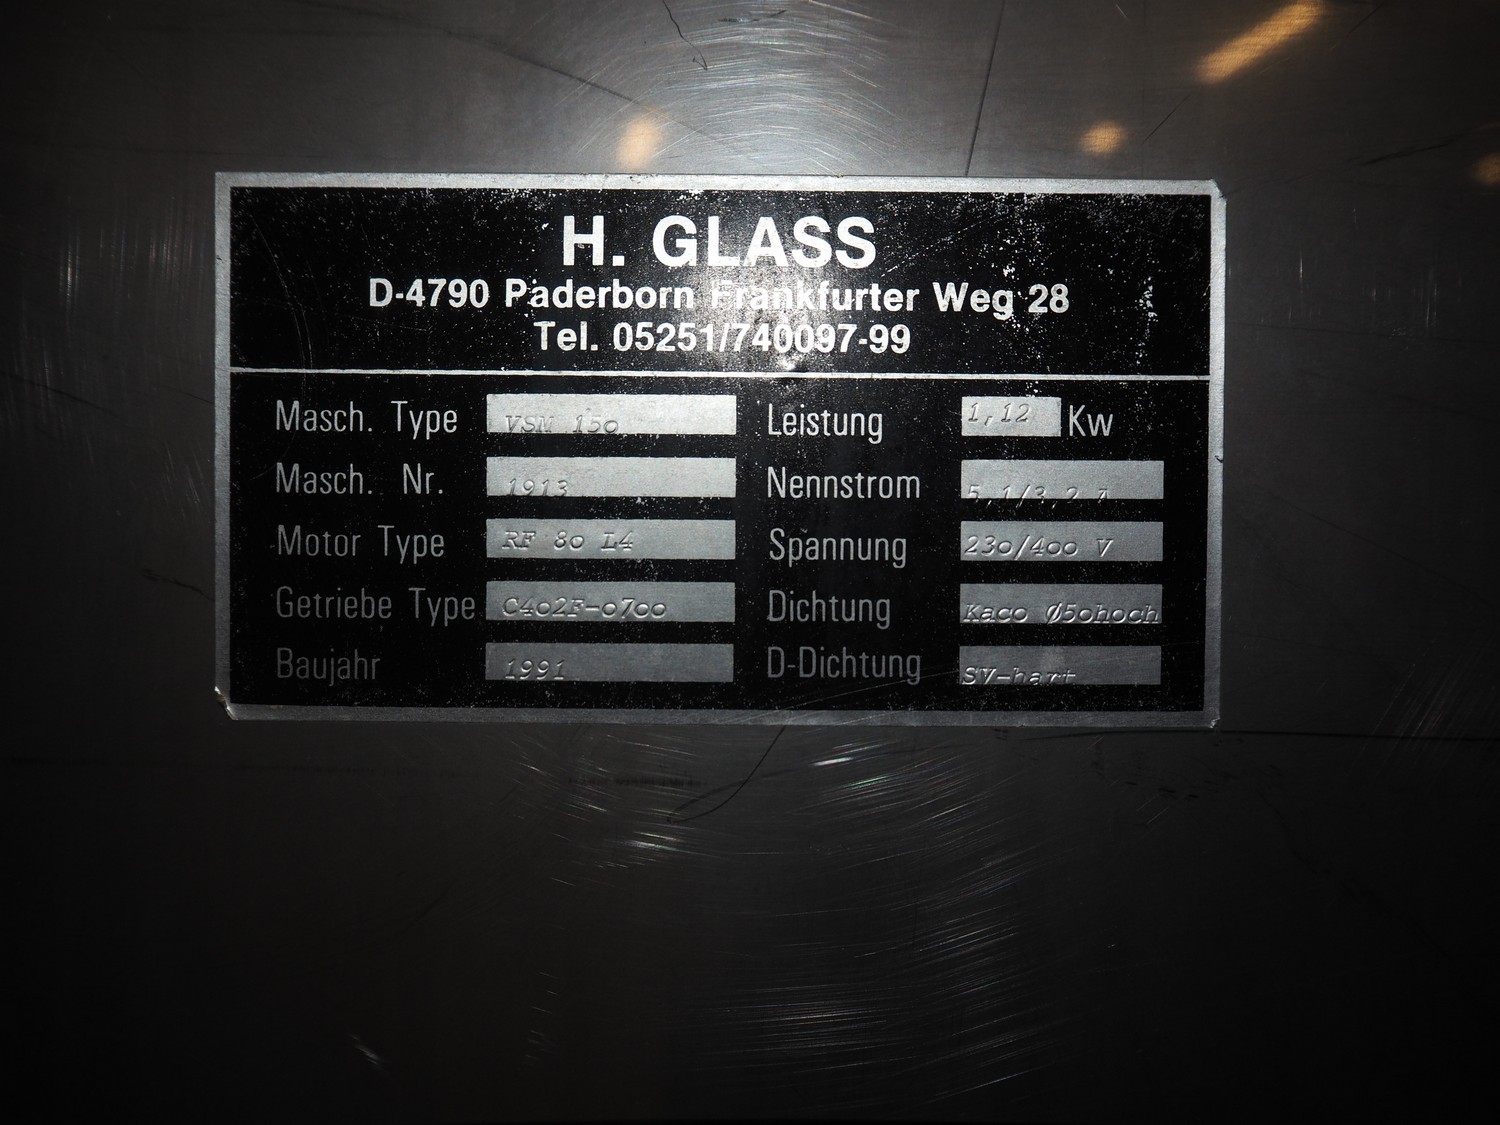 H. GLASS
D-4790 Paderborn Frankfurter Weg 28
Tel. 05251/740097-99
Masch. Type VSM 150 Leistung 1,12 Kw
Masch. Nr. 1913 Nennstrom 5,1/3,2 A
Motor Type RF 80 L4 Spannung 230/400 V
Getriebe Type C402F-0700 Dichtung Kaco Ø50hoch
Baujahr 1991 D-Dichtung SV-hart